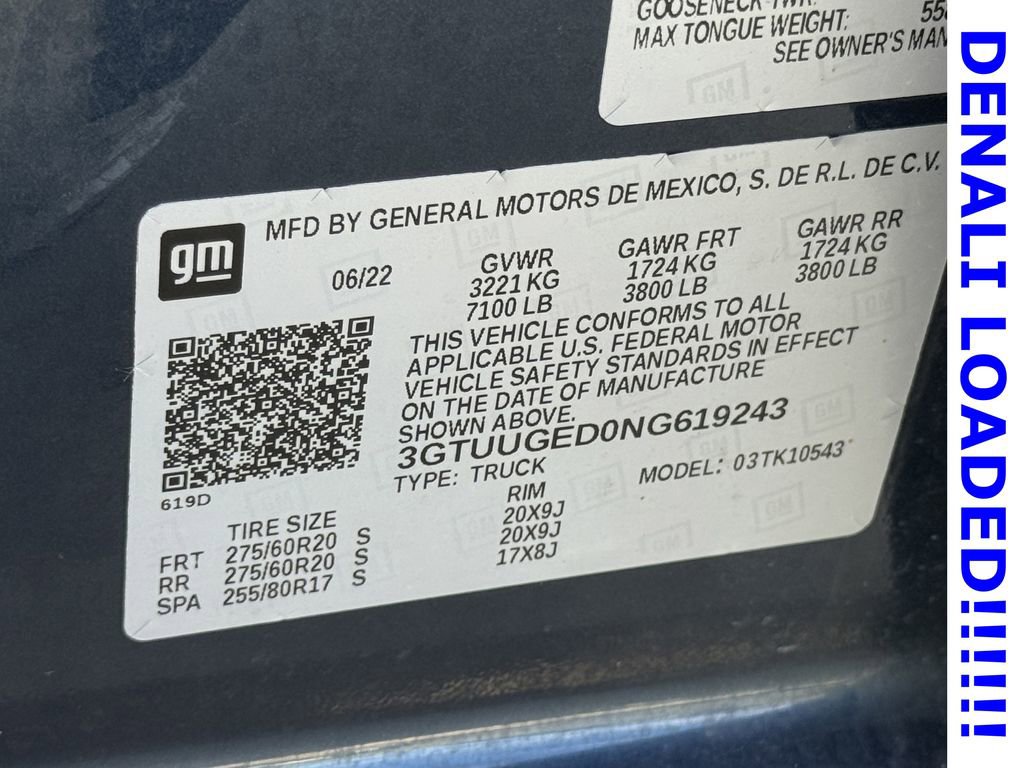 GOOSENECK TWR:
MAX TONGUE WEIGHT: 
SEE OWNER'S
MFD BY GENERAL MOTORS DE MEXICO, S. DE R.L. DE C.V.
gm
06/22
GVWR
3221 KG
7100 LB
GAWR FRT
1724 KG
3800 LB
GAWR RR
1724 KG
3800 LB
THIS VEHICLE CONFORMS TO ALL
APPLICABLE U.S. FEDERAL MOTOR
VEHICLE SAFETY STANDARDS IN EFFECT
ON THE DATE OF MANUFACTURE
SHOWN ABOVE.
3GTUUGED0NG619243
TYPE: TRUCK MODEL: 03TK10543
619D
TIRE SIZE RIM
FRT 275/60R20 S 20X9J
RR 275/60R20 S 20X9J
SPA 255/80R17 S 17X8J
DENALI LOADED!!!!!!